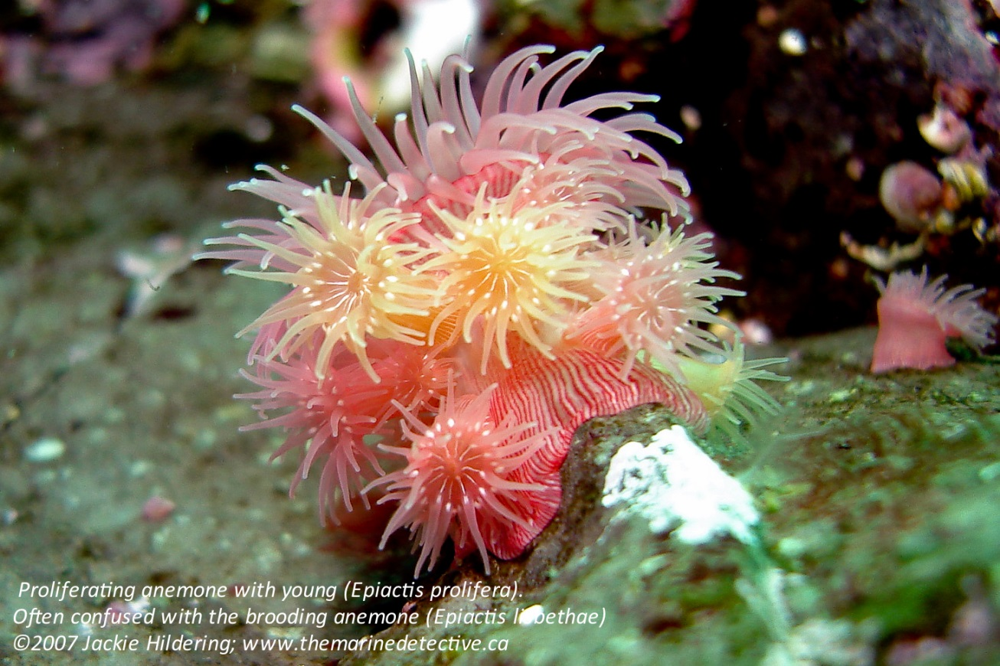 Proliferating anemone with young (Epiactis prolifera).
Often confused with the brooding anemone (Epiactis lisbethae)
©2007 Jackie Hildering; www.themarinedetective.ca